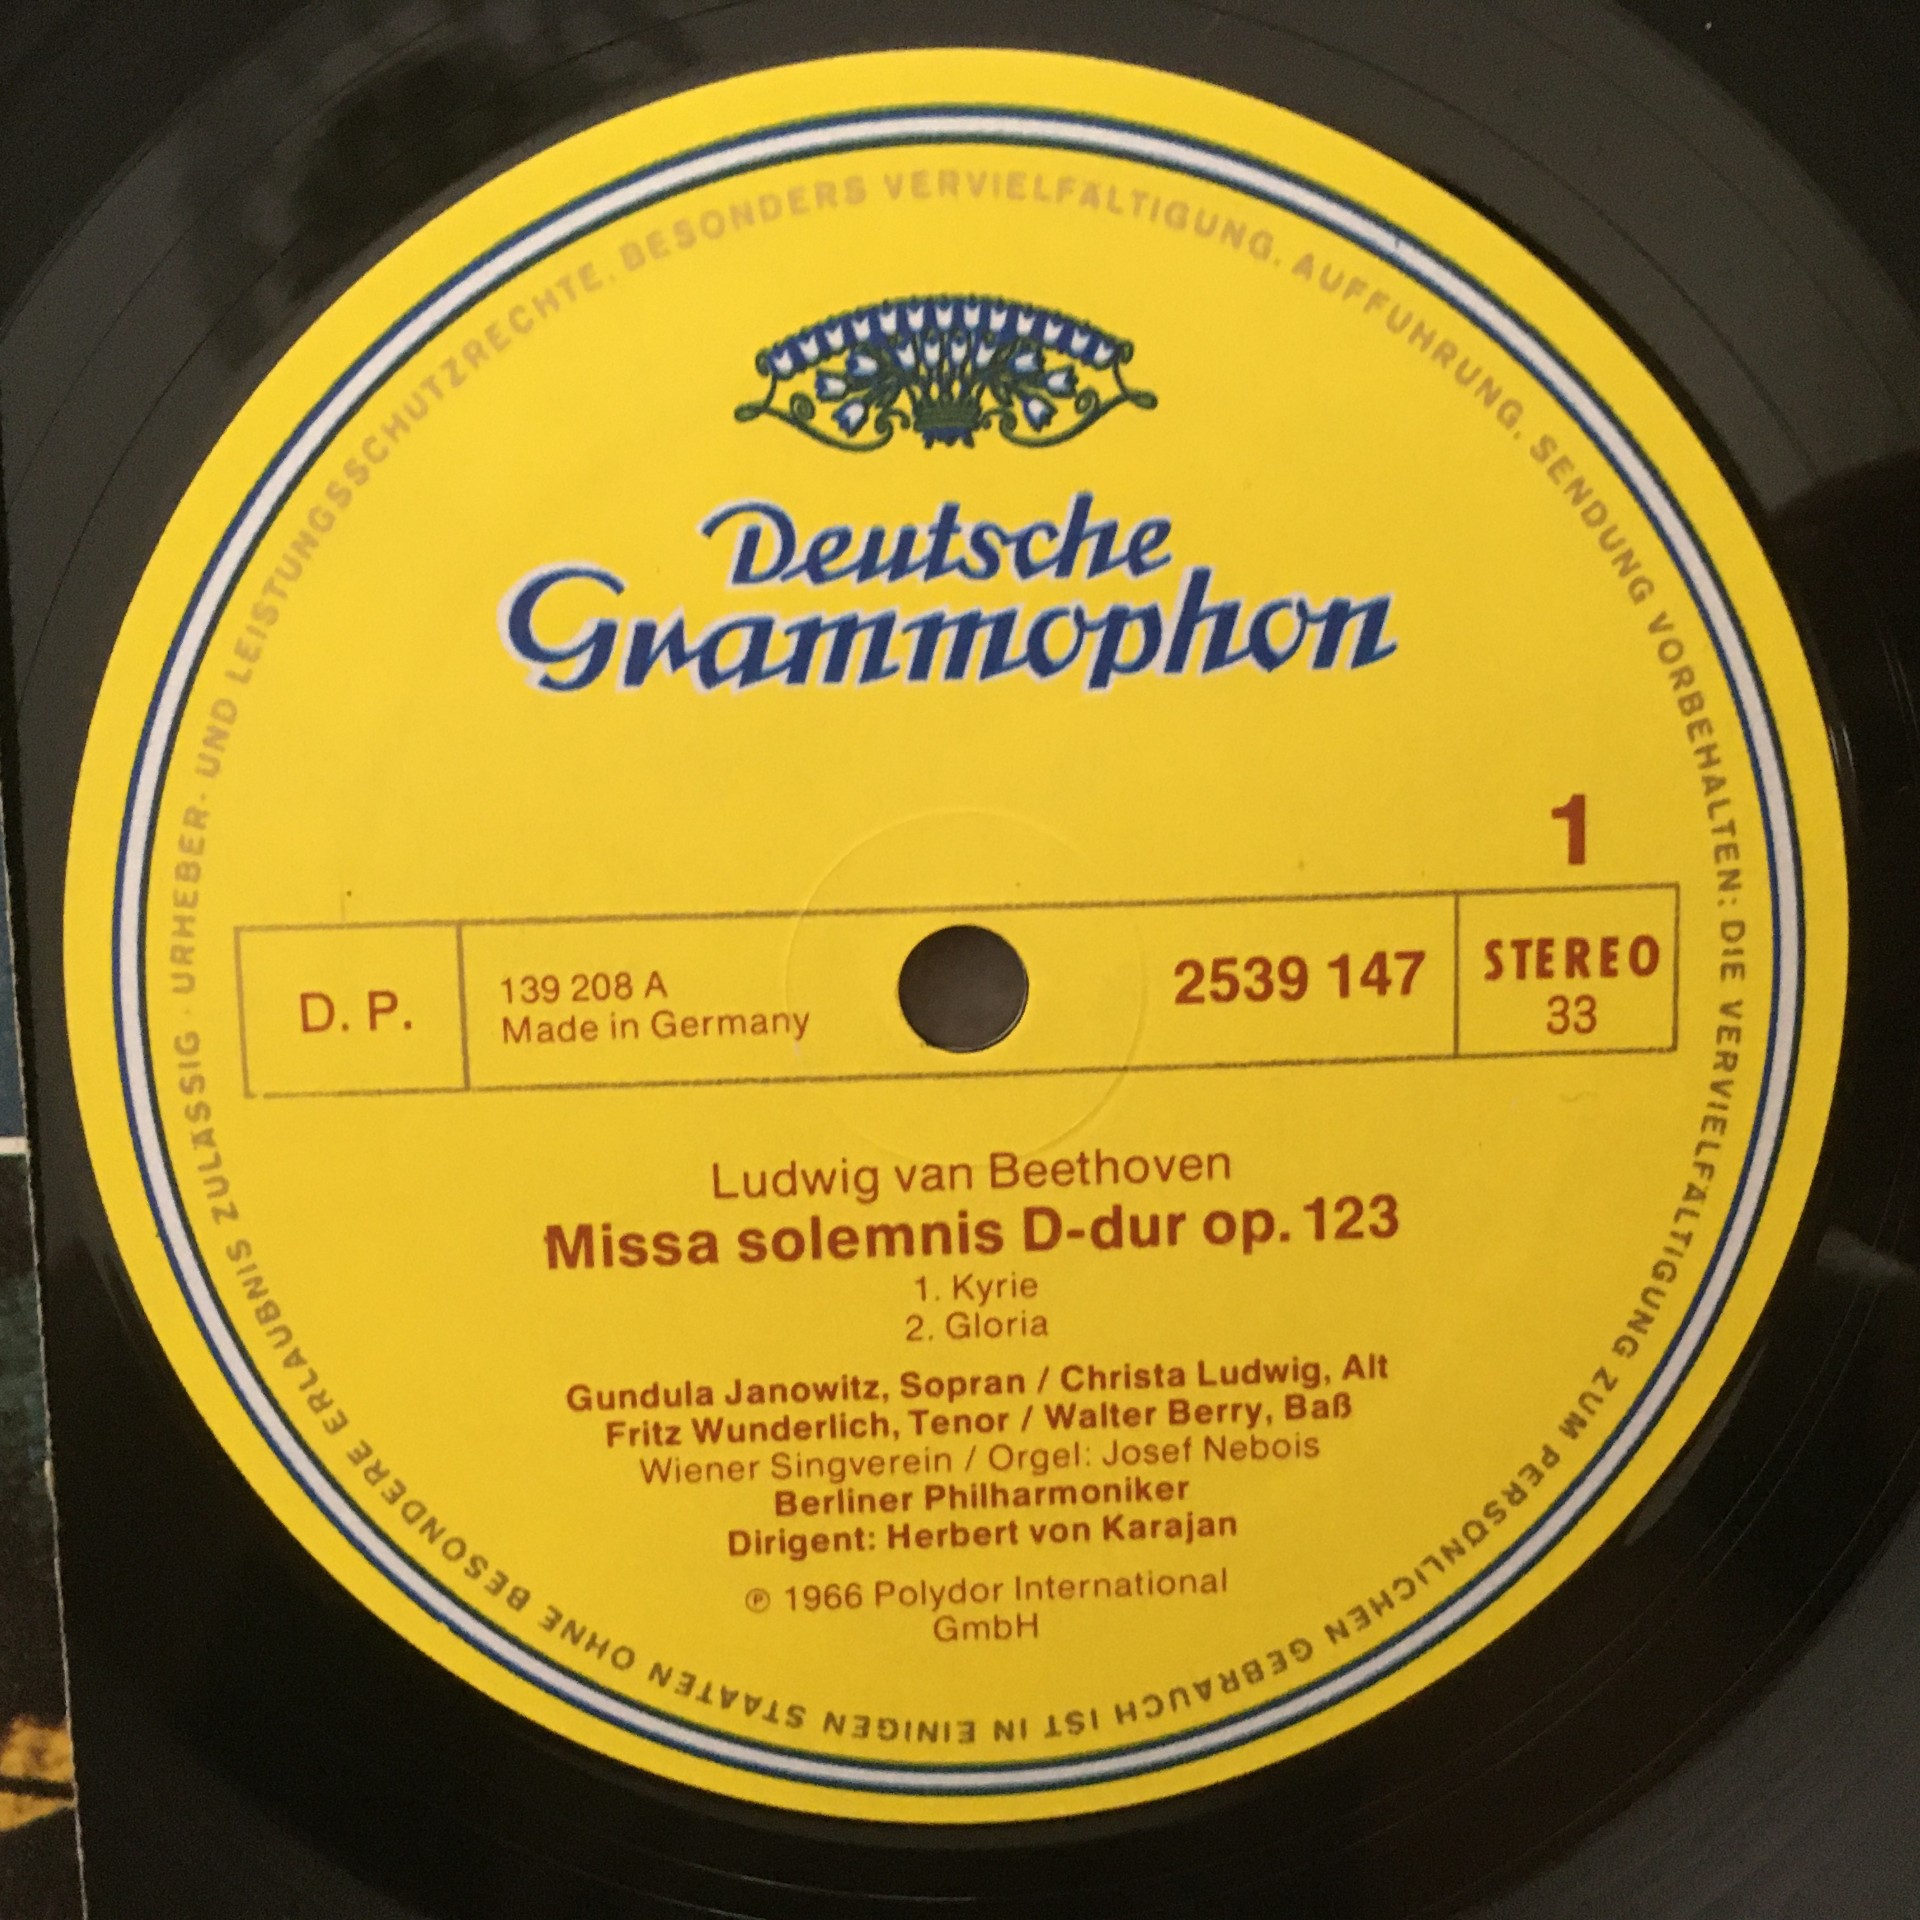 Deutsche
Grammophon
1
D. P.
139 208 A
Made in Germany
2539 147
STEREO
33
Ludwig van Beethoven
Missa solemnis D-dur op. 123
1. Kyrie
2. Gloria
Gundula Janowitz, Sopran / Christa Ludwig, Alt
Fritz Wunderlich, Tenor / Walter Berry, Baß
Wiener Singverein / Orgel: Josef Nebois
Berliner Philharmoniker
Dirigent: Herbert von Karajan
℗ 1966 Polydor International
GmbH
URHEBER- UND LEISTUNGSSCHUTZRECHTE, BESONDERS VERVIELFÄLTIGUNG, AUFFÜHRUNG, SENDUNG VORBEHALTEN: DIE VERVIELFÄLTIGUNG ZUM PERSÖNLICHEN GEBRAUCH IST IN EINIGEN STAATEN OHNE BESONDERE ERLAUBNIS ZULÄSSIG ·